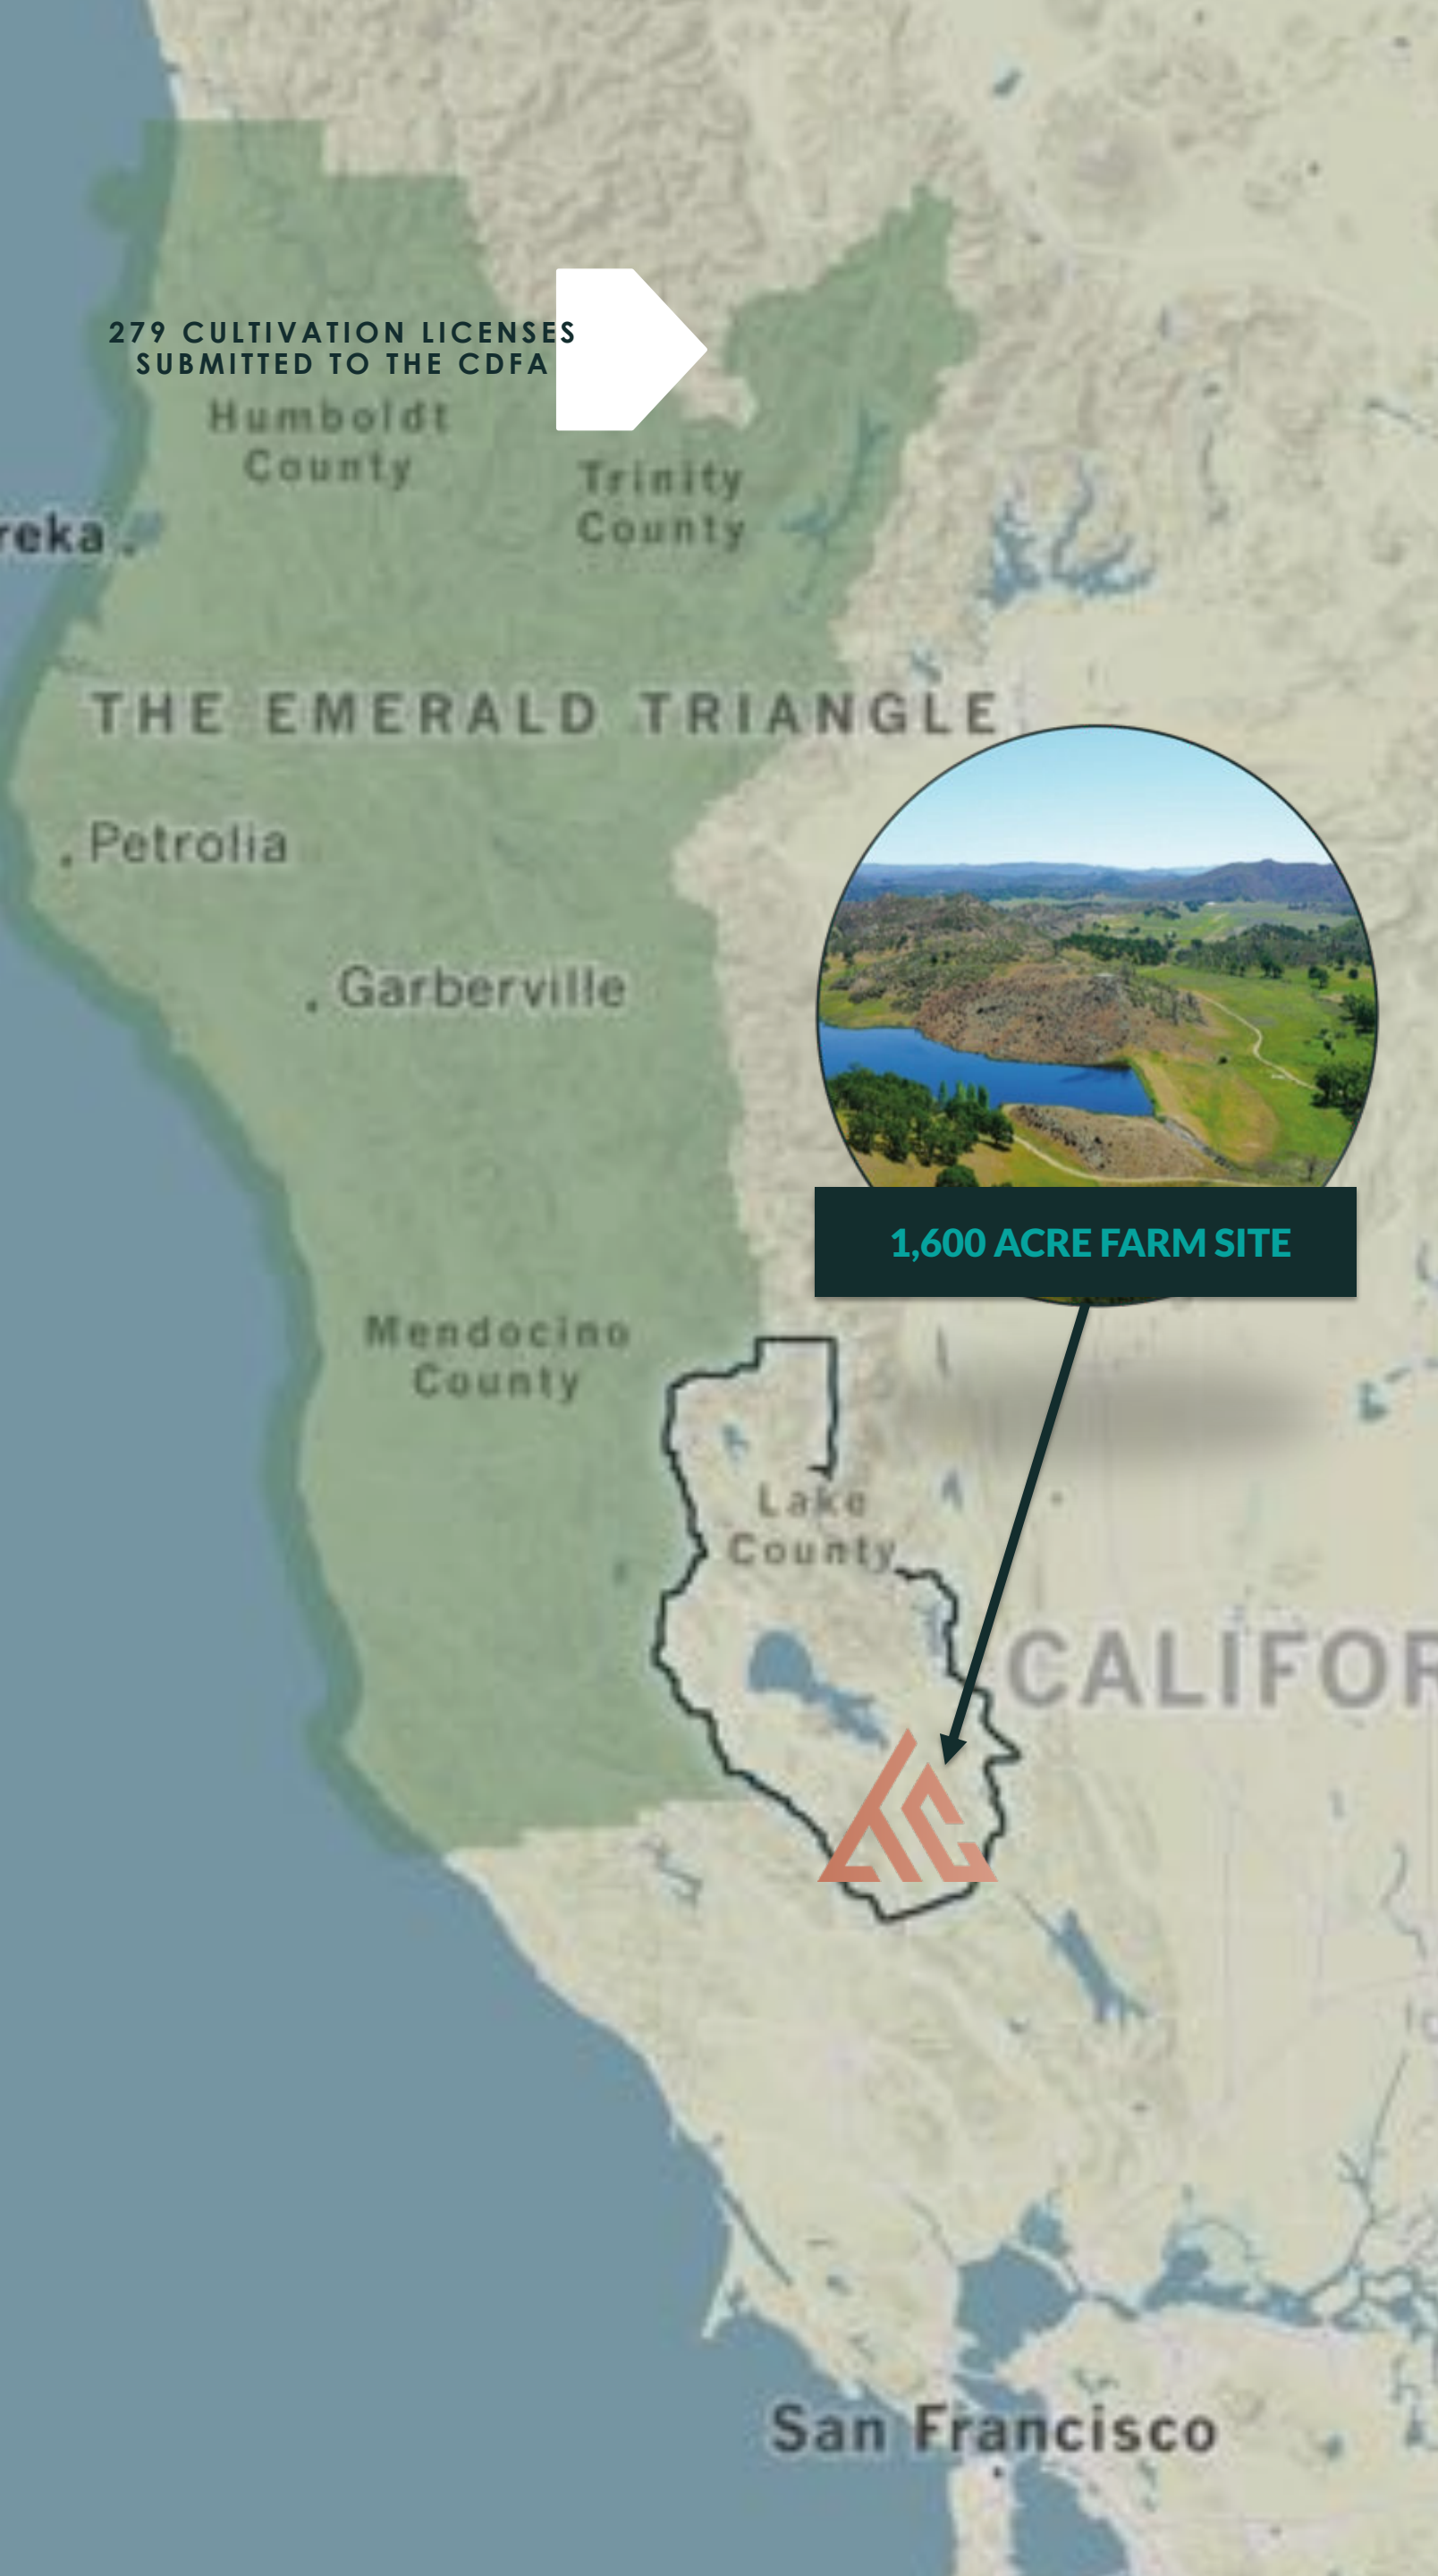 279 CULTIVATION LICENSES
SUBMITTED TO THE CDFA
Humboldt
County
Trinity
County
reka
THE EMERALD TRIANGLE
Petrolia
Garberville
1,600 ACRE FARM SITE
Mendocino
County
Lake
County
CALIFOR
TC
San Francisco